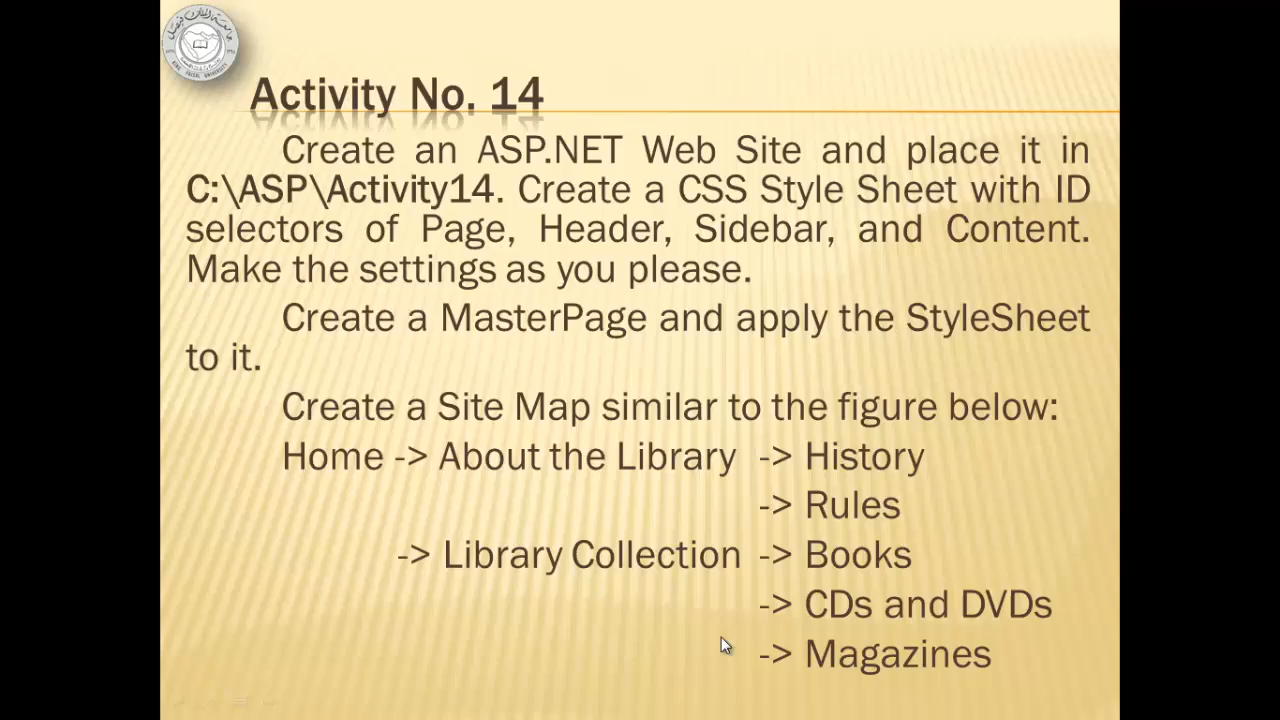 Activity No. 14
Create an ASP.NET Web Site and place it in
C:\ASP\Activity14. Create a CSS Style Sheet with ID
selectors of Page, Header, Sidebar, and Content.
Make the settings as you please.
Create a MasterPage and apply the StyleSheet
to it.
Create a Site Map similar to the figure below:
Home -> About the Library -> History
-> Rules
-> Library Collection -> Books
-> CDs and DVDs
-> Magazines